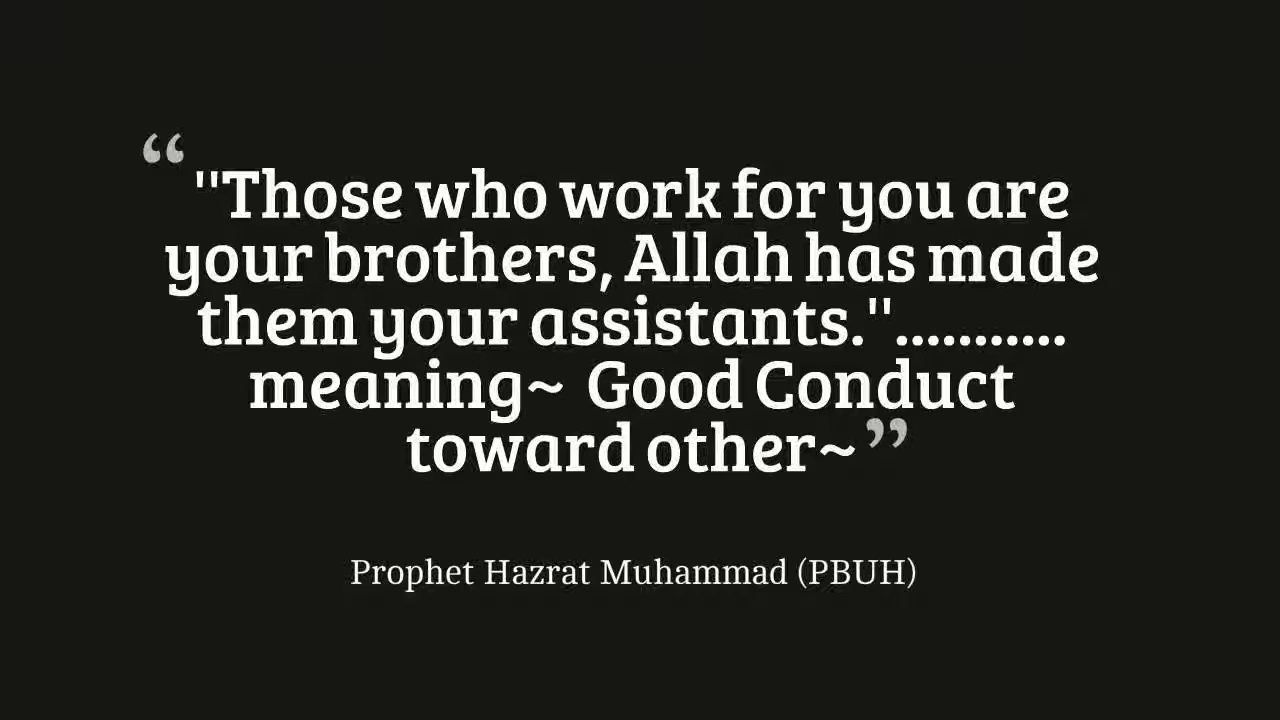 “
"Those who work for you are
your brothers, Allah has made
them your assistants."...........
meaning~ Good Conduct
toward other~”
Prophet Hazrat Muhammad (PBUH)